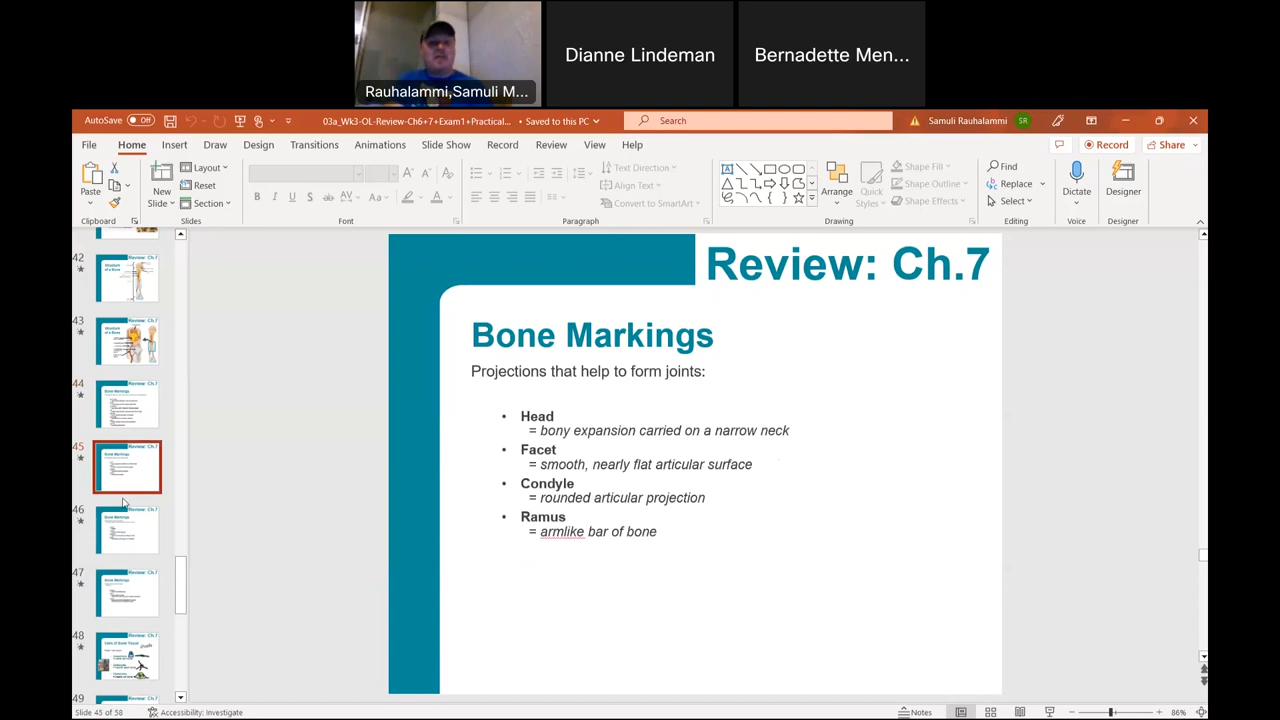 Dianne Lindeman
Bernadette Men...
Rauhalammi,Samuli M...
AutoSave Off
03a_Wk3-OL-Review-Ch6+7+Exam1+Practical... • Saved to this PC
Search
Samuli Rauhalammi SR
File Home Insert Draw Design Transitions Animations Slide Show Record Review View Help
Record Share
Paste
New
Slide
Layout
Reset
Section
Text Direction
Align Text
Convert to SmartArt
Arrange
Quick
Styles
Shape Fill
Shape Outline
Shape Effects
Find
Replace
Select
Dictate
Designer
Clipboard Slides Font Paragraph Drawing Editing Voice Designer
42
43
44
45
46
47
48
49
Review: Ch.7
Bone Markings
Projections that help to form joints:
• Head
= bony expansion carried on a narrow neck
• Facet
= smooth, nearly flat articular surface
• Condyle
= rounded articular projection
• Ramus
= armlike bar of bone
Slide 45 of 58
Accessibility: Investigate
Notes
86%